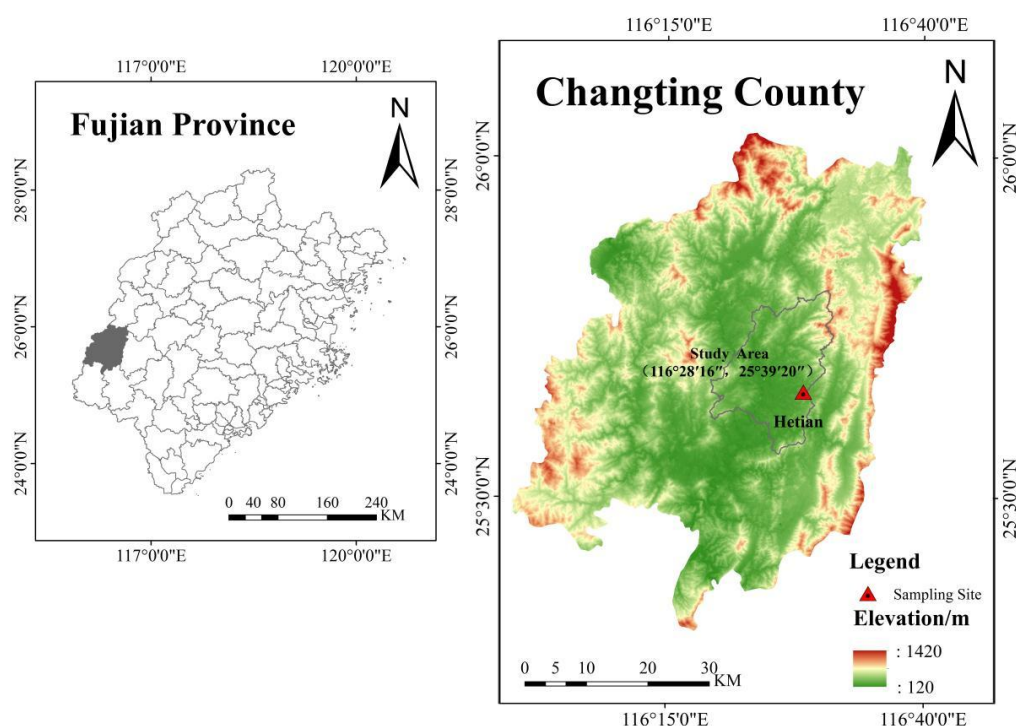 117°0'0"E 120°0'0"E
Fujian Province
N
28°0'0"N
28°0'0"N
26°0'0"N
26°0'0"N
24°0'0"N
24°0'0"N
0 40 80 160 240
KM
117°0'0"E 120°0'0"E
116°15'0"E 116°40'0"E
Changting County
N
26°0'0"N
26°0'0"N
Study Area
（116°28′16″，25°39′20″）
Hetian
25°30'0"N
25°30'0"N
Legend
Sampling Site
Elevation/m
: 1420
: 120
0 5 10 20 30
KM
116°15'0"E 116°40'0"E